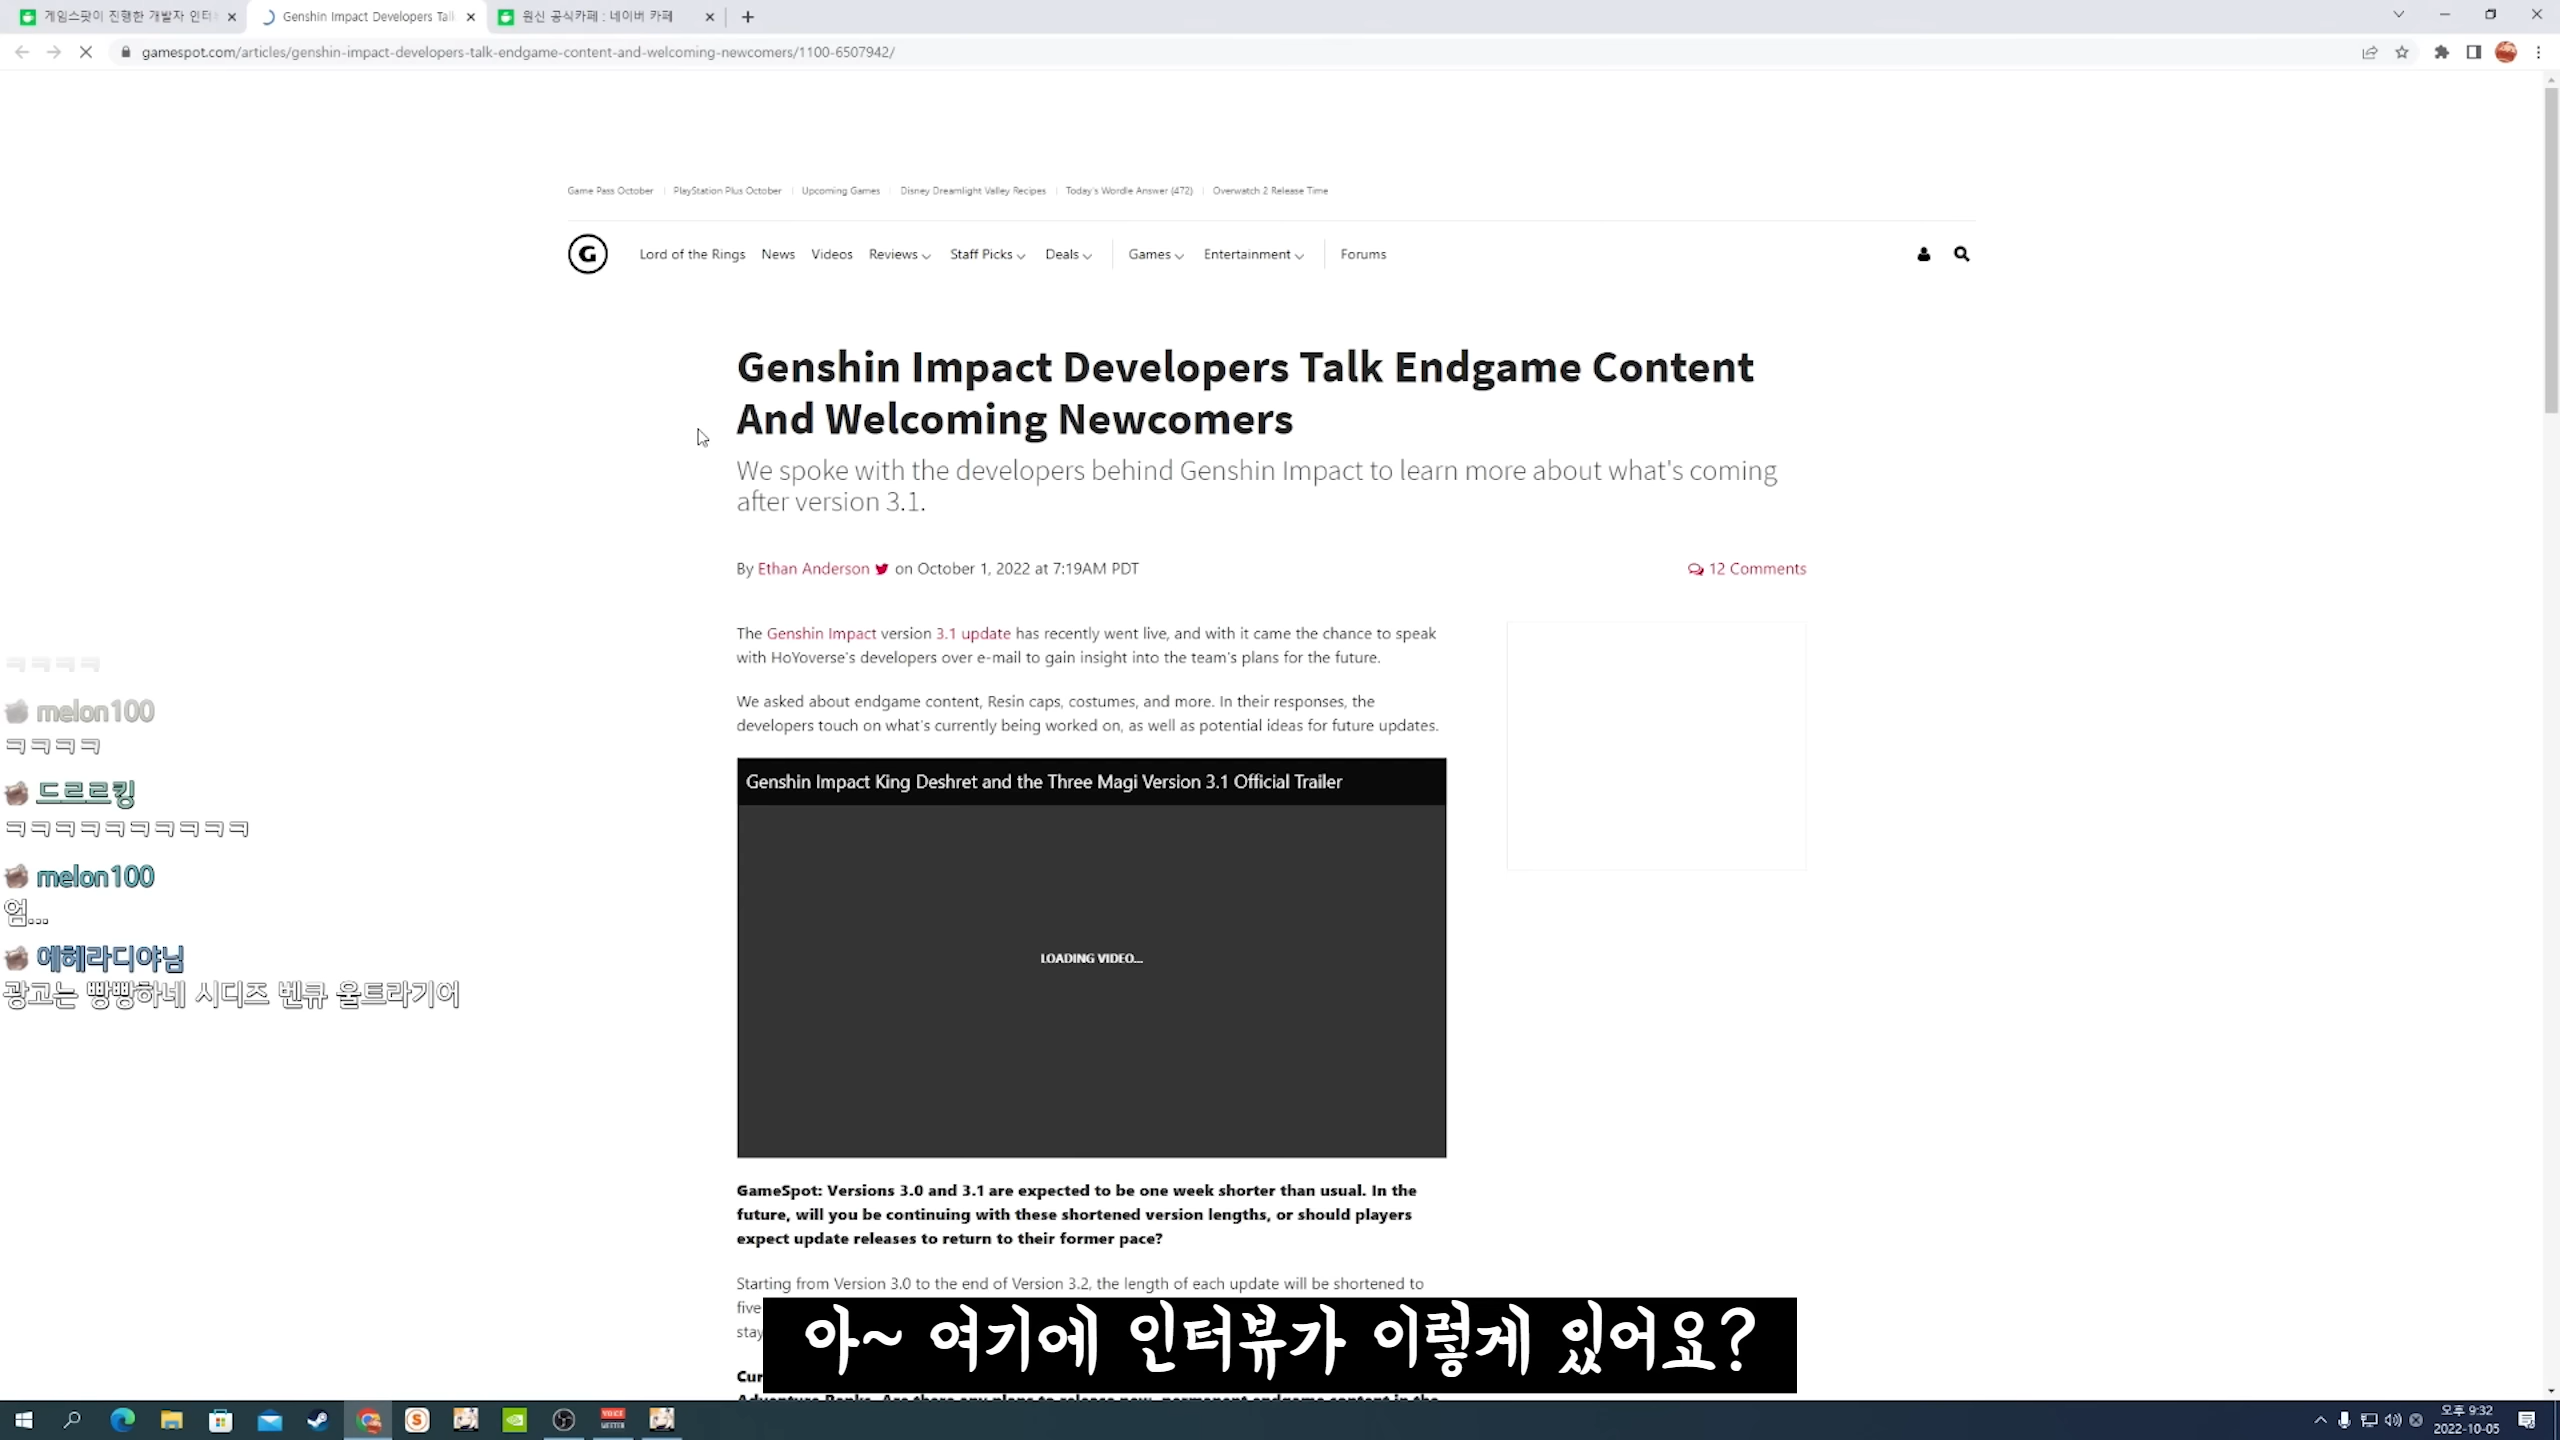 게임스팟이 진행한 개발자 인터
Genshin Impact Developers Tal
원신 공식카페 : 네이버 카페
gamespot.com/articles/genshin-impact-developers-talk-endgame-content-and-welcoming-newcomers/1100-6507942/
Game Pass October
PlayStation Plus October
Upcoming Games
Disney Dreamlight Valley Recipes
Today's Wordle Answer (472)
Overwatch 2 Release Time
G
Lord of the Rings
News
Videos
Reviews
Staff Picks
Deals
Games
Entertainment
Forums
Genshin Impact Developers Talk Endgame Content
And Welcoming Newcomers
We spoke with the developers behind Genshin Impact to learn more about what's coming
after version 3.1.
By Ethan Anderson on October 1, 2022 at 7:19AM PDT
12 Comments
The Genshin Impact version 3.1 update has recently went live, and with it came the chance to speak
with HoYoverse's developers over e-mail to gain insight into the team's plans for the future.
We asked about endgame content, Resin caps, costumes, and more. In their responses, the
developers touch on what's currently being worked on, as well as potential ideas for future updates.
Genshin Impact King Deshret and the Three Magi Version 3.1 Official Trailer
LOADING VIDEO...
GameSpot: Versions 3.0 and 3.1 are expected to be one week shorter than usual. In the
future, will you be continuing with these shortened version lengths, or should players
expect update releases to return to their former pace?
Starting from Version 3.0 to the end of Version 3.2, the length of each update will be shortened to
five
stay
Cur
ㅋㅋㅋㅋ
melon100
ㅋㅋㅋㅋ
드르르킹
ㅋㅋㅋㅋㅋㅋㅋㅋㅋㅋ
melon100
엄...
에헤라디야님
광고는 빵빵하네 시디즈 벤큐 울트라기어
아~ 여기에 인터뷰가 이렇게 있어요?
오후 9:32
2022-10-05